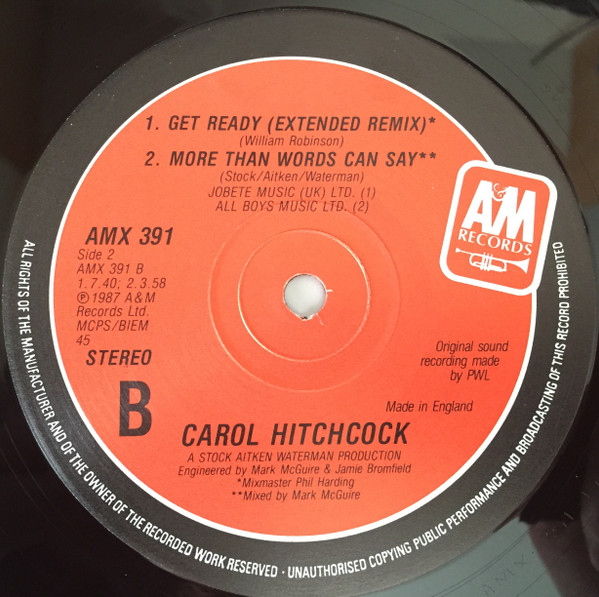 1. GET READY (EXTENDED REMIX)*
(William Robinson)
2. MORE THAN WORDS CAN SAY**
(Stock/Aitken/Waterman)
JOBETE MUSIC (UK) LTD. (1)
ALL BOYS MUSIC LTD. (2)
A&M
RECORDS
AMX 391
Side 2
AMX 391 B
1.7.40; 2.3.58
℗1987 A&M
Records Ltd.
MCPS/BIEM
45
STEREO
B
Original sound
recording made
by PWL
Made in England
CAROL HITCHCOCK
A STOCK AITKEN WATERMAN PRODUCTION
Engineered by Mark McGuire & Jamie Bromfield
*Mixmaster Phil Harding
**Mixed by Mark McGuire
ALL RIGHTS OF THE MANUFACTURER AND OF THE OWNER OF THE RECORDED WORK RESERVED · UNAUTHORISED COPYING PUBLIC PERFORMANCE AND BROADCASTING OF THIS RECORD PROHIBITED